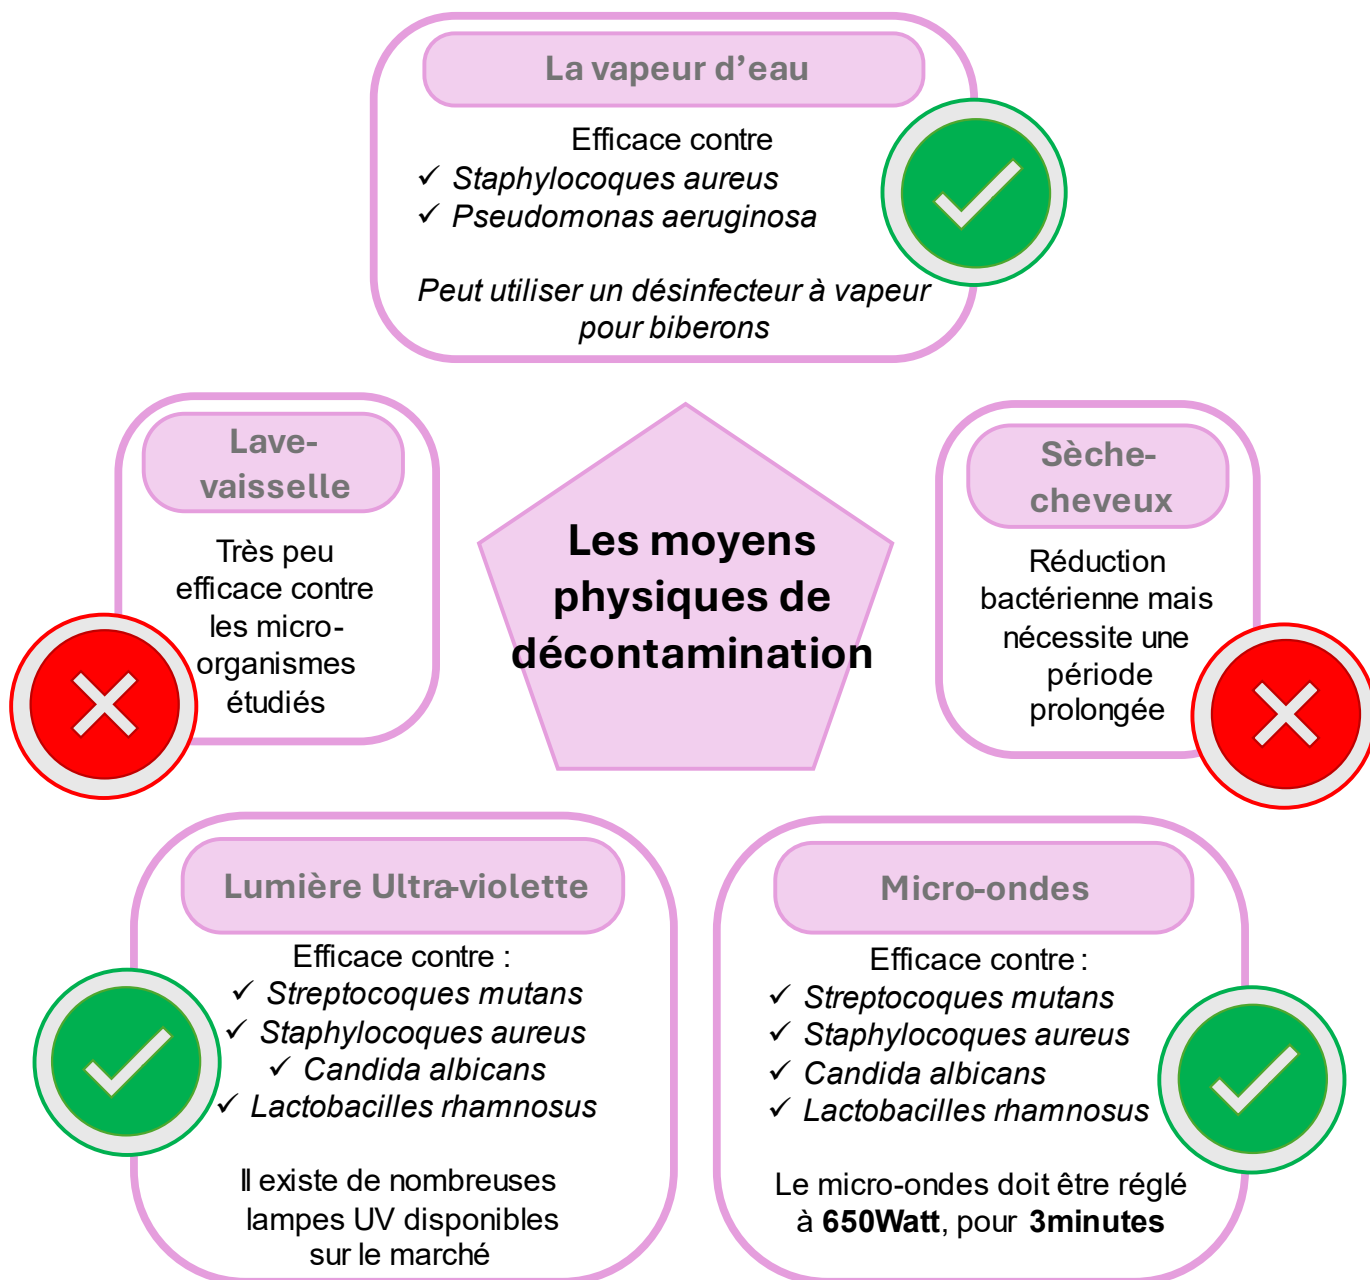 La vapeur d’eau
Efficace contre
✓ Staphylocoques aureus
✓ Pseudomonas aeruginosa
Peut utiliser un désinfecteur à vapeur
pour biberons
Lave-
vaisselle
Très peu
efficace contre
les micro-
organismes
étudiés
Les moyens
physiques de
décontamination
Sèche-
cheveux
Réduction
bactérienne mais
nécessite une
période
prolongée
Lumière Ultra-violette
Efficace contre :
✓ Streptocoques mutans
✓ Staphylocoques aureus
✓ Candida albicans
✓ Lactobacilles rhamnosus
Il existe de nombreuses
lampes UV disponibles
sur le marché
Micro-ondes
Efficace contre :
✓ Streptocoques mutans
✓ Staphylocoques aureus
✓ Candida albicans
✓ Lactobacilles rhamnosus
Le micro-ondes doit être réglé
à 650Watt, pour 3minutes